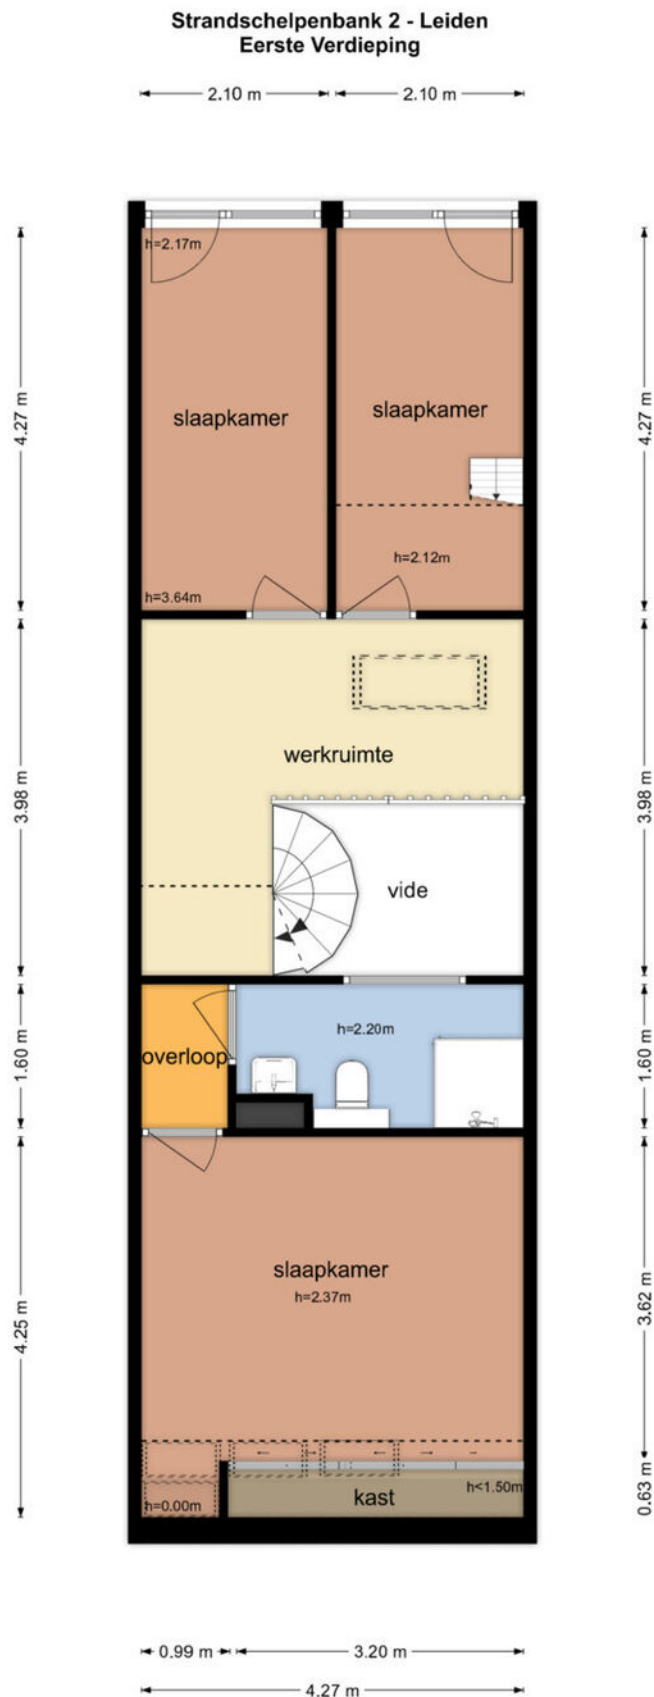 Strandschelpenbank 2 - Leiden
Eerste Verdieping
2.10 m
2.10 m
h=2.17m
4.27 m
slaapkamer
slaapkamer
4.27 m
h=2.12m
h=3.64m
werkruimte
3.98 m
3.98 m
vide
1.60 m
overloop
h=2.20m
1.60 m
slaapkamer
h=2.37m
4.25 m
3.62 m
h=0.00m
kast
h<1.50m
0.63 m
0.99 m
3.20 m
4.27 m